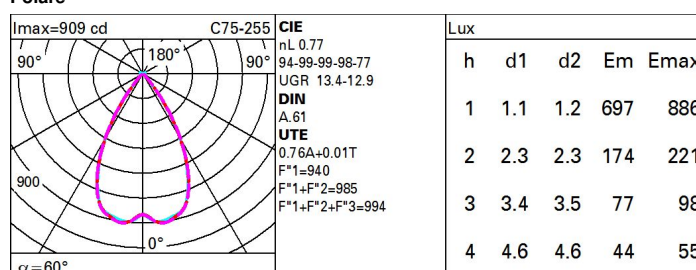 Imax=909 cd C75-255
90° 180° 90°
900
0°
α=60°
CIE
nL 0.77
94-99-99-98-77
UGR 13.4-12.9
DIN
A.61
UTE
0.76A+0.01T
F"1=940
F"1+F"2=985
F"1+F"2+F"3=994
Lux
h d1 d2 Em Emax
1 1.1 1.2 697 886
2 2.3 2.3 174 221
3 3.4 3.5 77 98
4 4.6 4.6 44 55